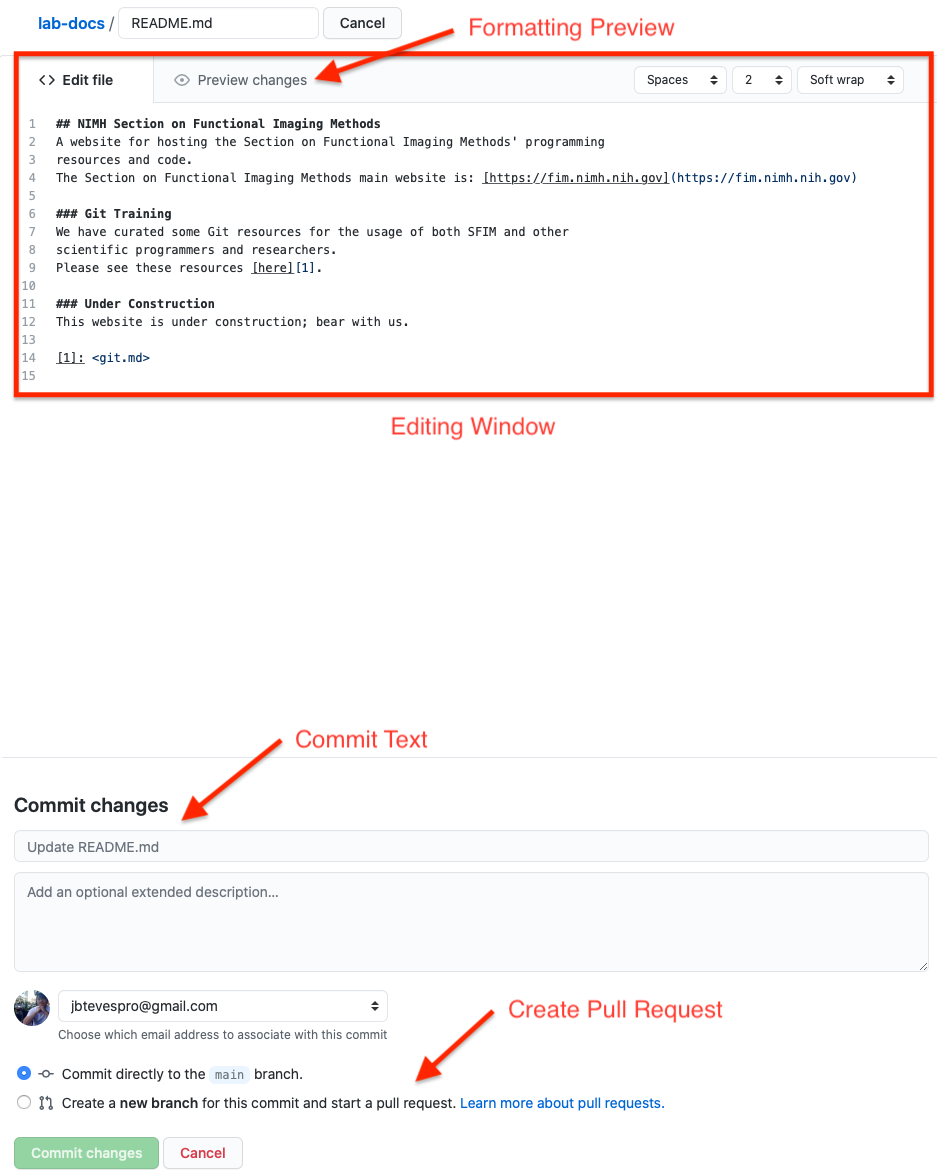 lab-docs / README.md Cancel
Formatting Preview
<> Edit file Preview changes Spaces 2 Soft wrap
1 ## NIMH Section on Functional Imaging Methods
2 A website for hosting the Section on Functional Imaging Methods' programming
3 resources and code.
4 The Section on Functional Imaging Methods main website is: [https://fim.nimh.nih.gov](https://fim.nimh.nih.gov)
5
6 ### Git Training
7 We have curated some Git resources for the usage of both SFIM and other
8 scientific programmers and researchers.
9 Please see these resources [here][1].
10
11 ### Under Construction
12 This website is under construction; bear with us.
13
14 [1]: <git.md>
15
Editing Window
Commit Text
Commit changes
Update README.md
Add an optional extended description…
jbtevespro@gmail.com
Create Pull Request
Choose which email address to associate with this commit
Commit directly to the main branch.
Create a new branch for this commit and start a pull request. Learn more about pull requests.
Commit changes Cancel